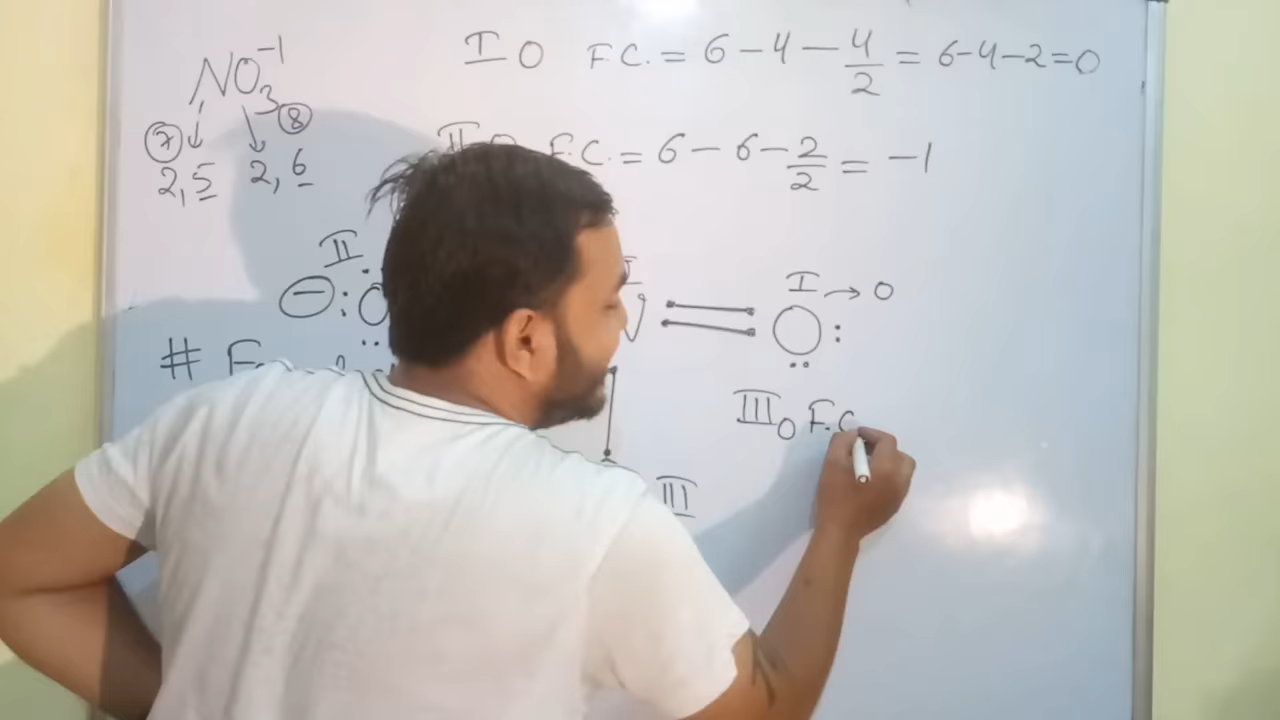 NO₃⁻¹
7 8
2,5 2,6
I O F.C. = 6 - 4 - 4/2 = 6-4-2=0
II O F.C. = 6 - 6 - 2/2 = -1
II I → 0
⊖ :O N = O:
#
III O F.C
III